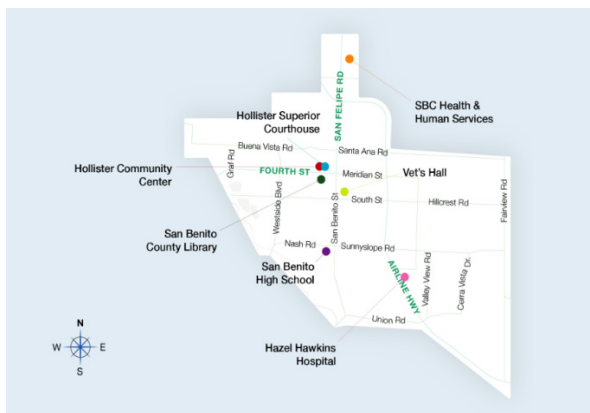 SAN FELIPE RD
SBC Health &
Human Services
Hollister Superior
Courthouse
Buena Vista Rd
Santa Ana Rd
Graf Rd
Hollister Community
Center
FOURTH ST
Meridian St
Vet's Hall
Fairview Rd
Westside Blvd
San Benito St
South St
Hillcrest Rd
San Benito
County Library
Nash Rd
Sunnyslope Rd
San Benito
High School
AIRLINE HWY
Valley View Rd
Cerra Vista Dr.
Union Rd
Hazel Hawkins
Hospital
N
W
E
S